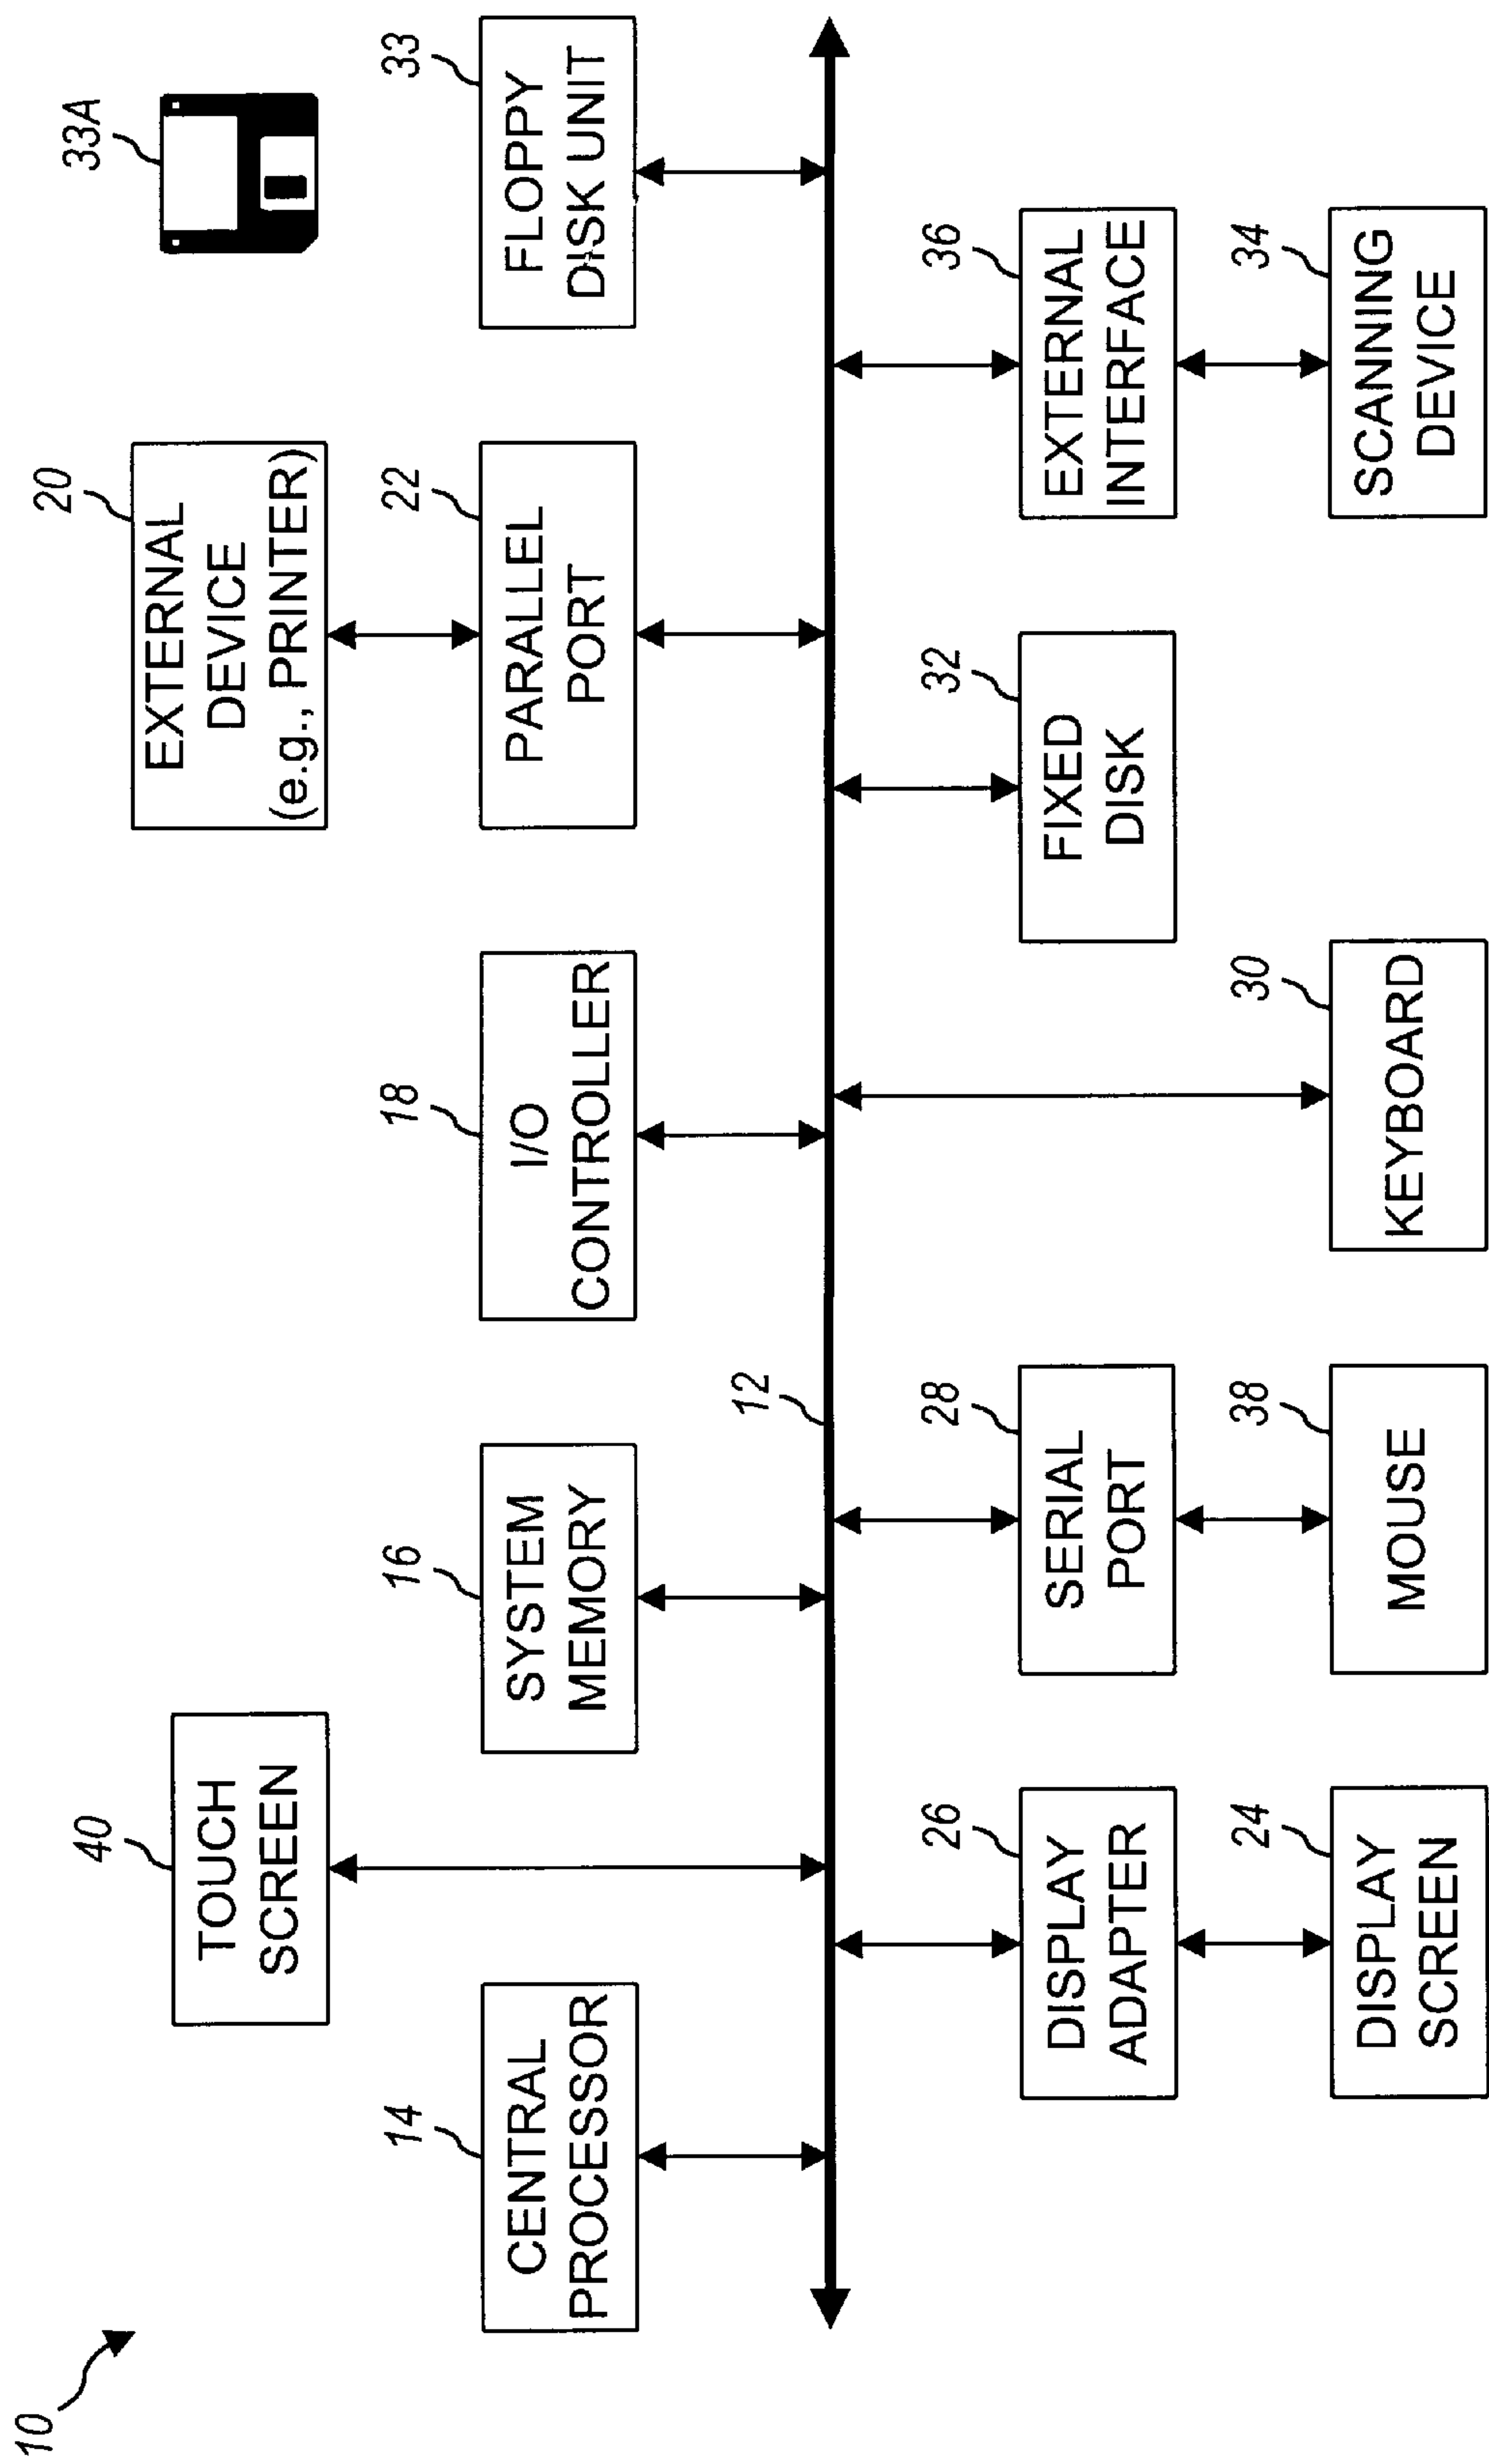 10
40
TOUCH
SCREEN
20
EXTERNAL
DEVICE
(e.g., PRINTER)
33A
14
CENTRAL
PROCESSOR
16
SYSTEM
MEMORY
18
I/O
CONTROLLER
22
PARALLEL
PORT
33
FLOPPY
DISK UNIT
12
26
DISPLAY
ADAPTER
28
SERIAL
PORT
32
FIXED
DISK
36
EXTERNAL
INTERFACE
24
DISPLAY
SCREEN
38
MOUSE
30
KEYBOARD
34
SCANNING
DEVICE